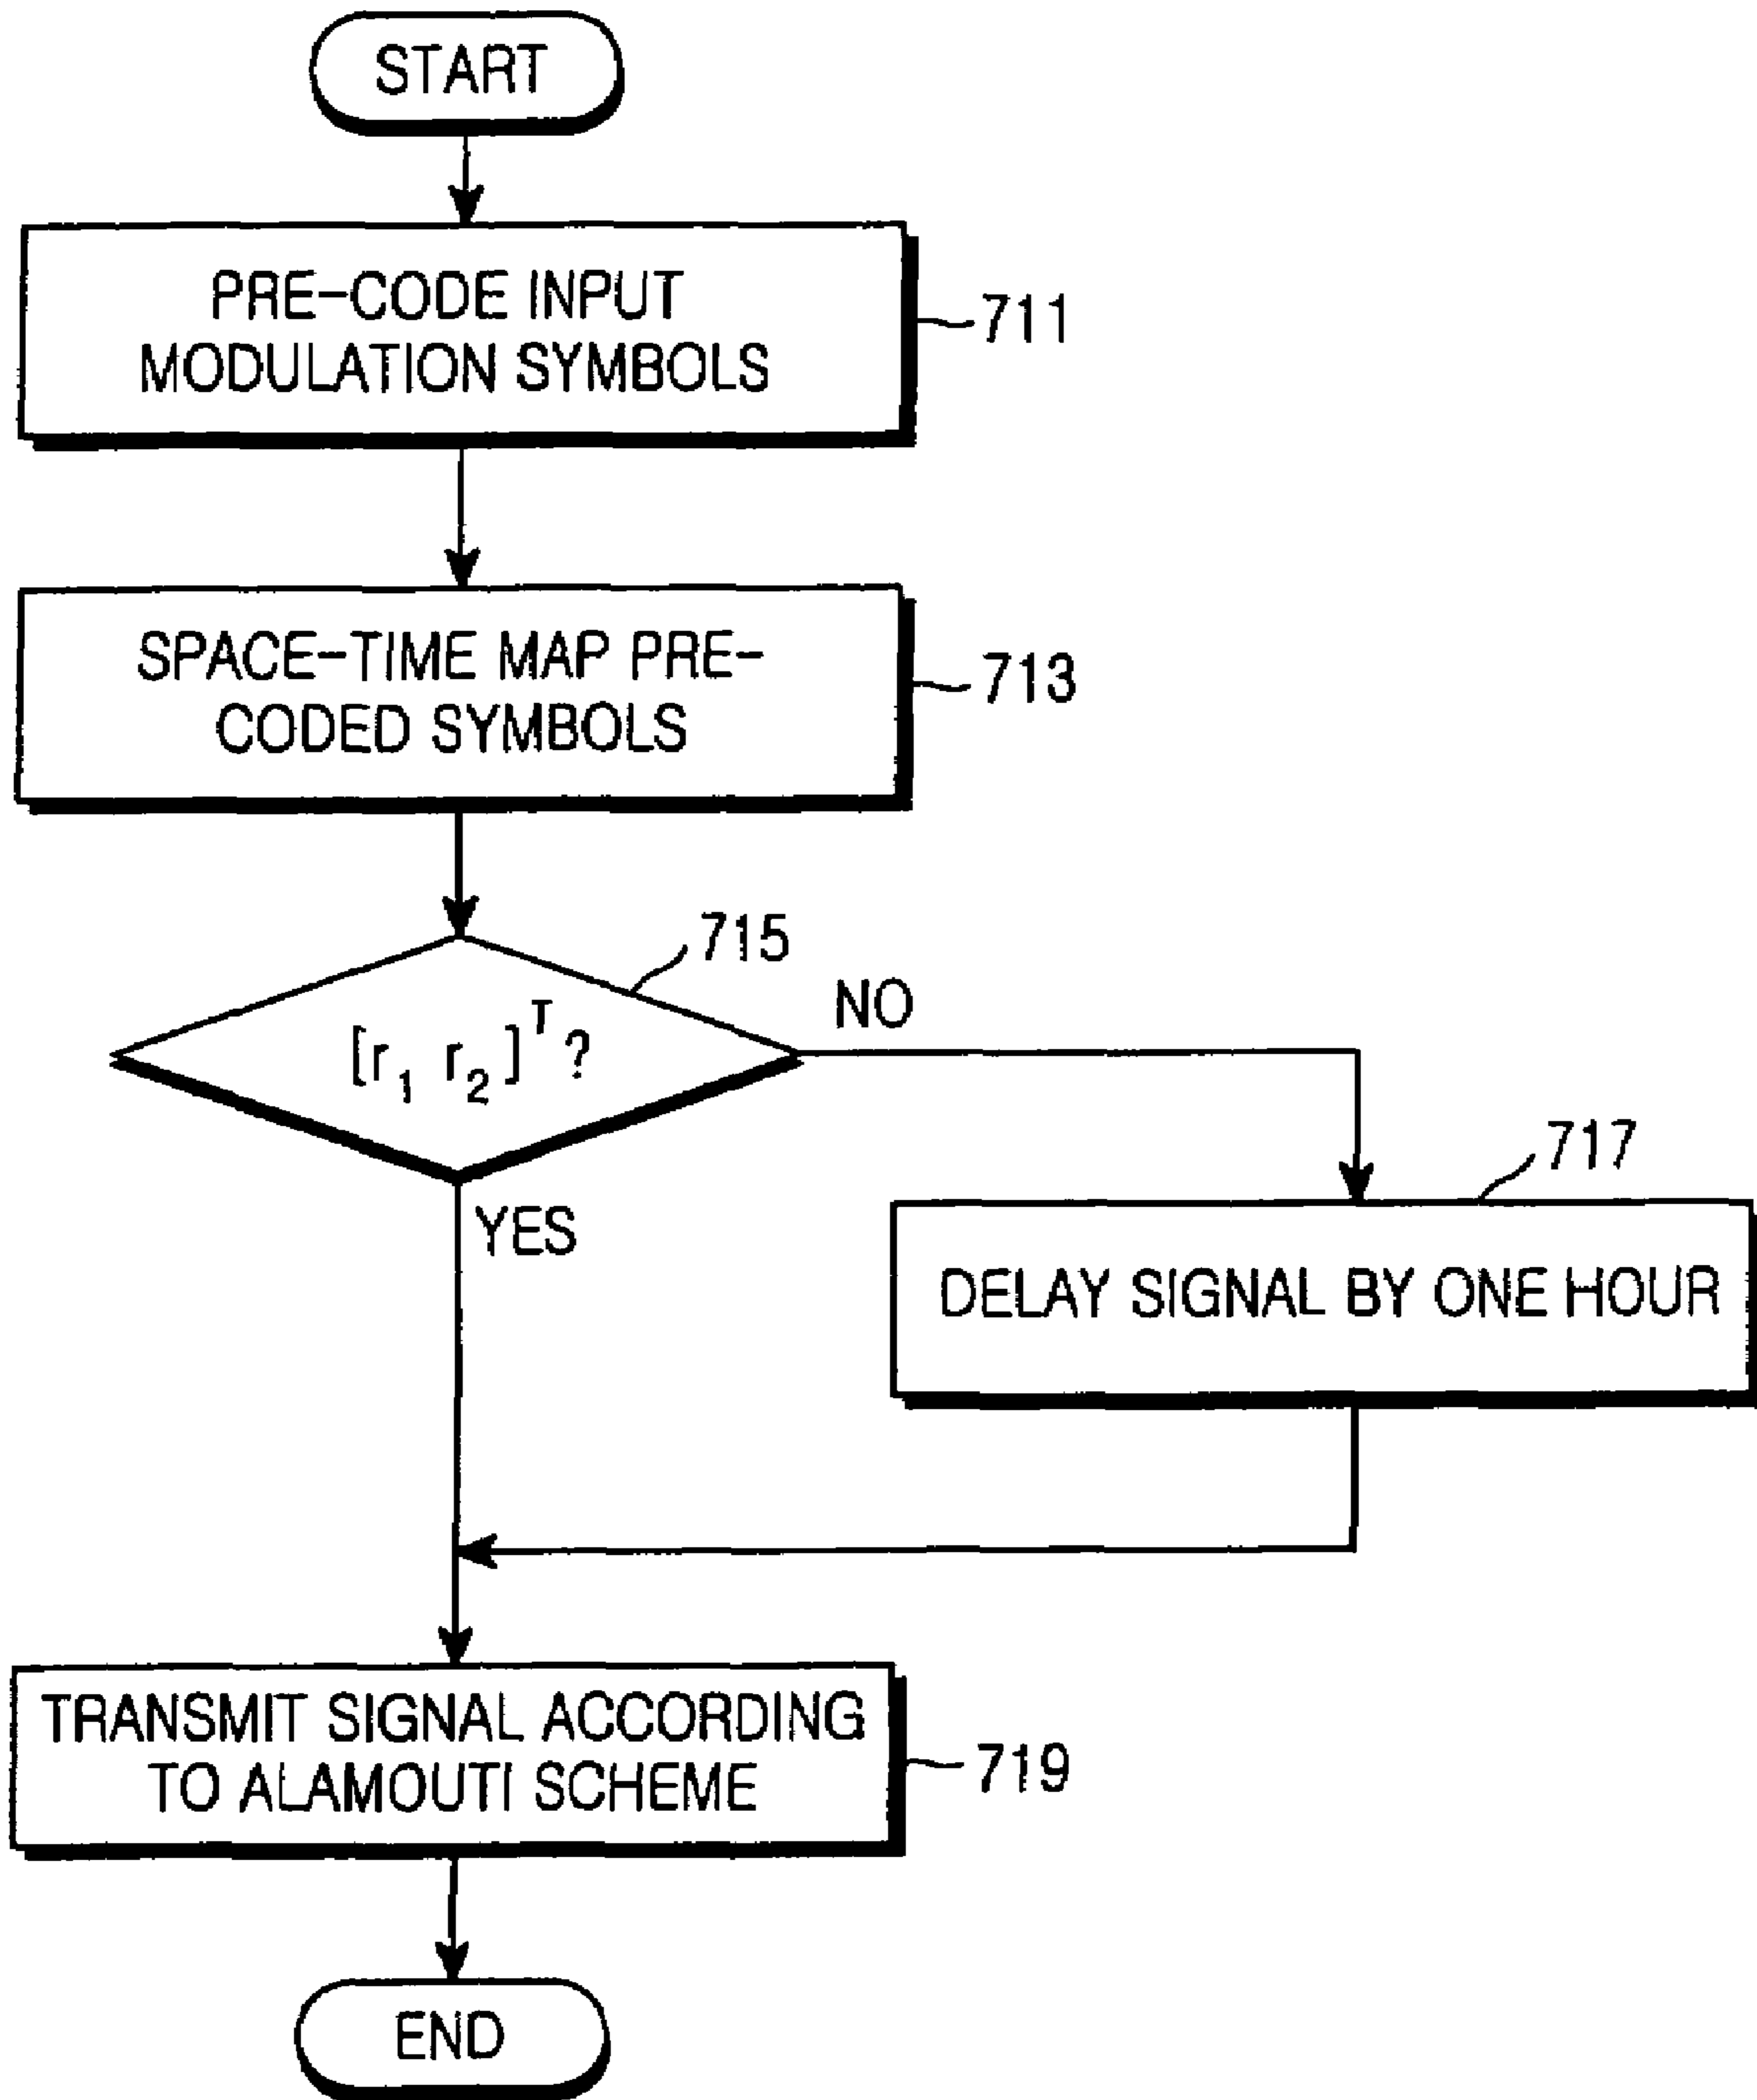 START
PRE-CODE INPUT
MODULATION SYMBOLS
711
SPACE-TIME MAP PRE-
CODED SYMBOLS
713
715
[r1 r2]T?
NO
YES
717
DELAY SIGNAL BY ONE HOUR
TRANSMIT SIGNAL ACCORDING
TO ALAMOUTI SCHEME
719
END